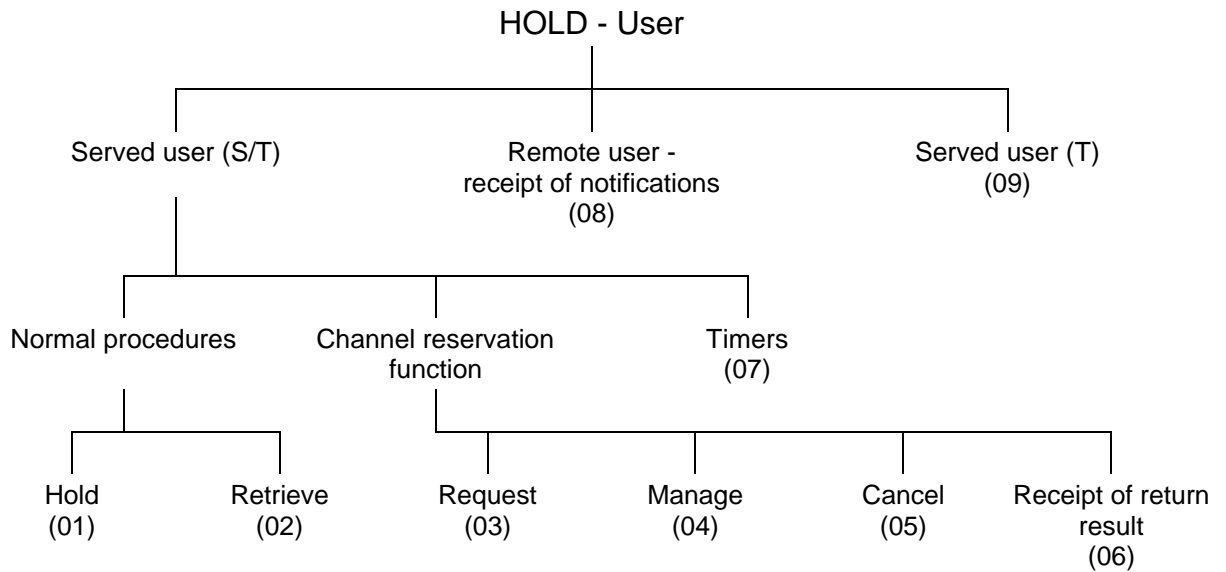 HOLD - User
Served user (S/T)
Remote user -
receipt of notifications
(08)
Served user (T)
(09)
Normal procedures
Channel reservation
function
Timers
(07)
Hold
(01)
Retrieve
(02)
Request
(03)
Manage
(04)
Cancel
(05)
Receipt of return
result
(06)